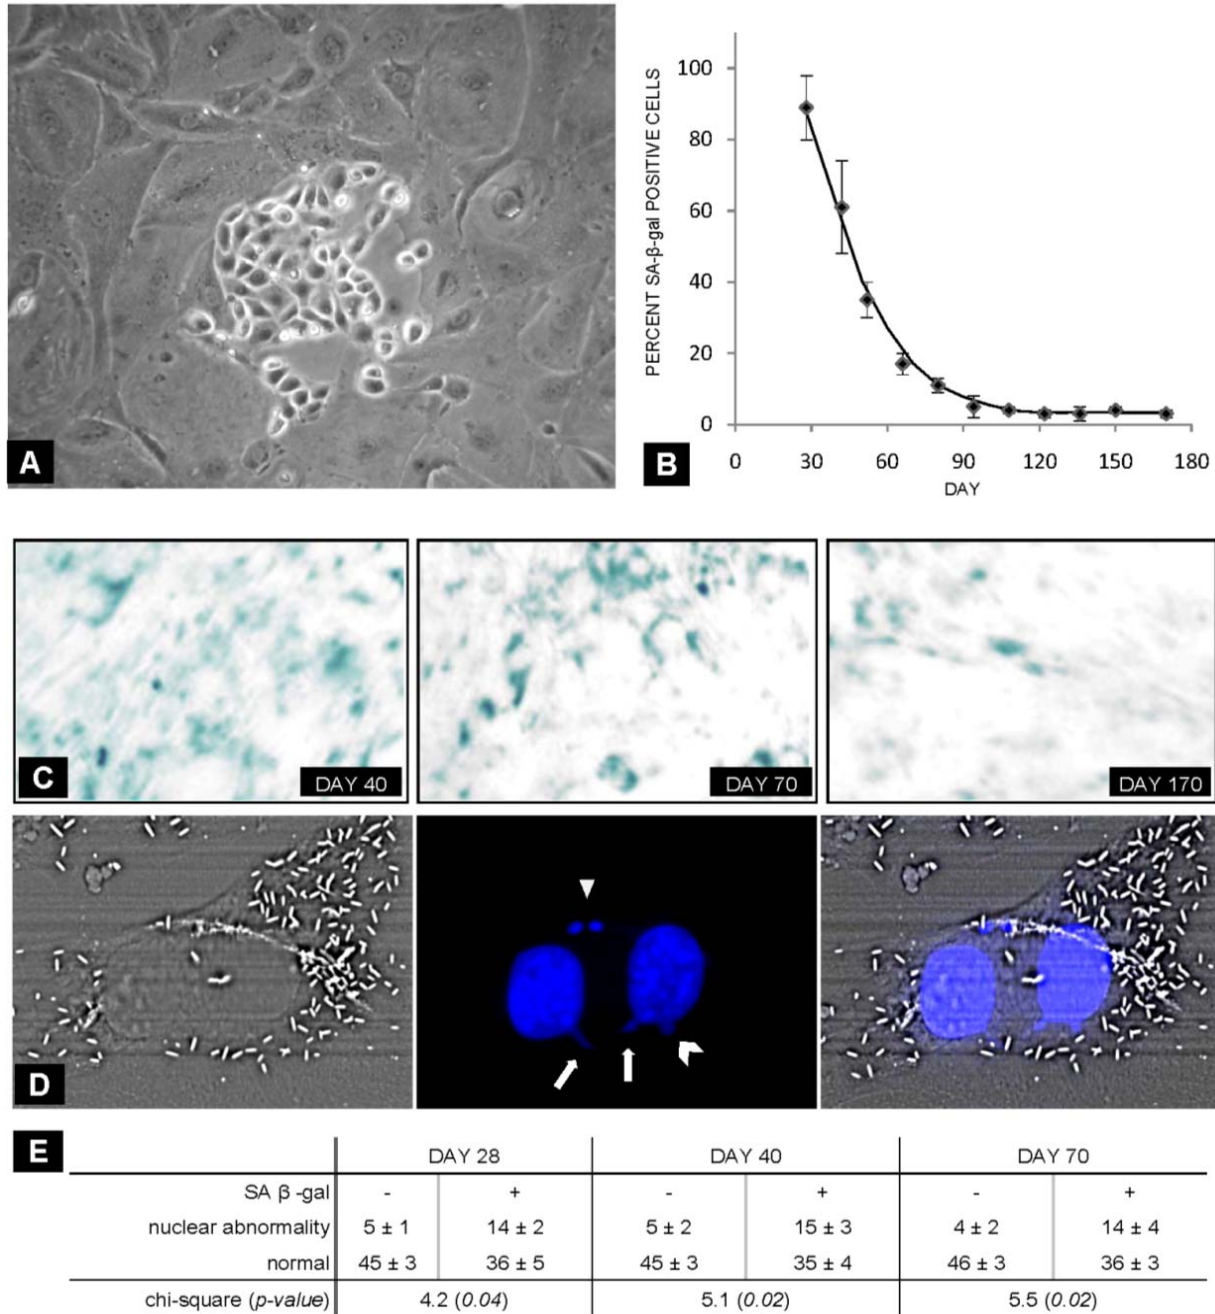 A
PERCENT SA-β-gal POSITIVE CELLS
100
80
60
40
20
0
0 30 60 90 120 150 180
DAY
B
C
DAY 40
DAY 70
DAY 170
D
E
DAY 28 DAY 40 DAY 70
SA β -gal - + - + - +
nuclear abnormality 5 ± 1 14 ± 2 5 ± 2 15 ± 3 4 ± 2 14 ± 4
normal 45 ± 3 36 ± 5 45 ± 3 35 ± 4 46 ± 3 36 ± 3
chi-square (p-value) 4.2 (0.04) 5.1 (0.02) 5.5 (0.02)